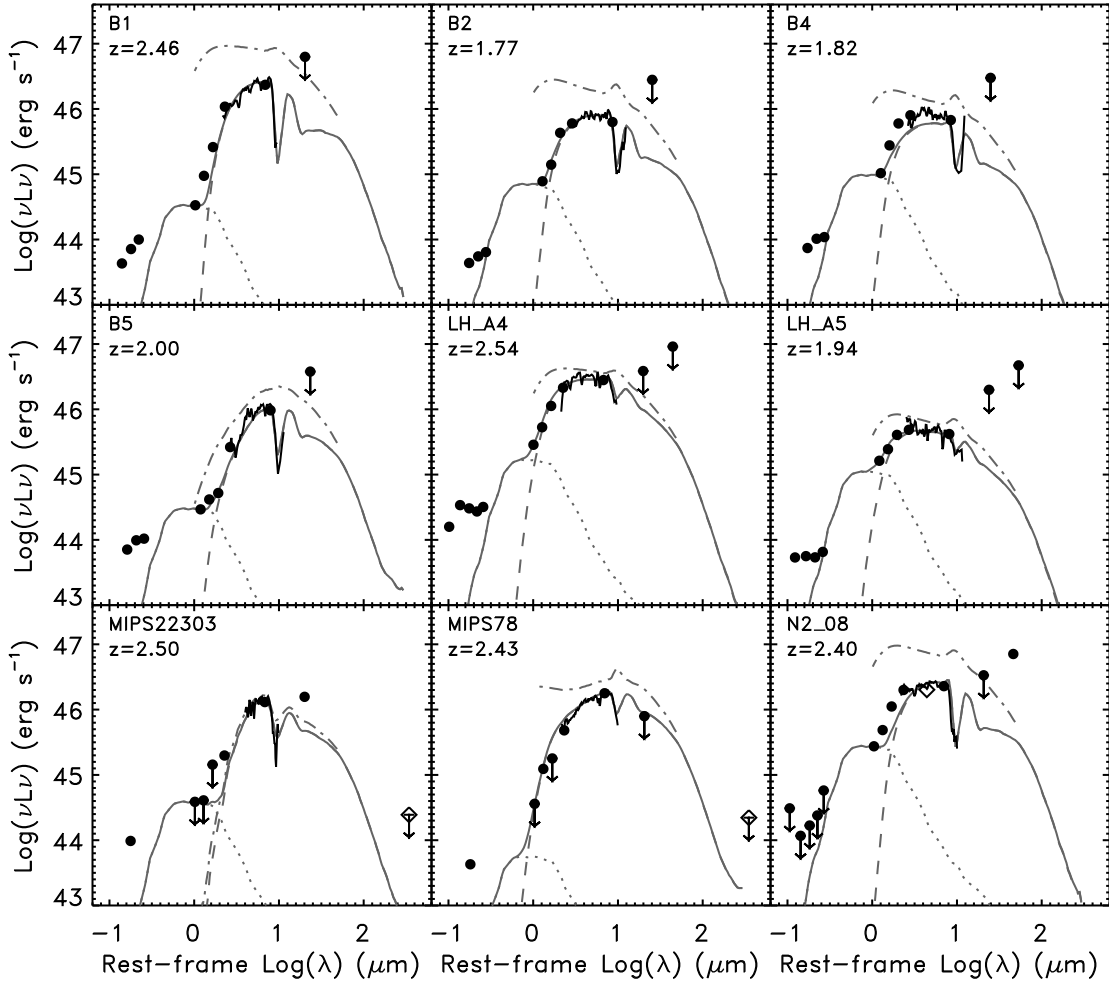 B1
z=2.46
B2
z=1.77
B4
z=1.82
47
46
45
44
43
Log(νLν) (erg s⁻¹)
B5
z=2.00
LH_A4
z=2.54
LH_A5
z=1.94
47
46
45
44
43
Log(νLν) (erg s⁻¹)
MIPS22303
z=2.50
MIPS78
z=2.43
N2_08
z=2.40
47
46
45
44
43
Log(νLν) (erg s⁻¹)
-1 0 1 2
-1 0 1 2
-1 0 1 2
Rest-frame Log(λ) (μm)
Rest-frame Log(λ) (μm)
Rest-frame Log(λ) (μm)